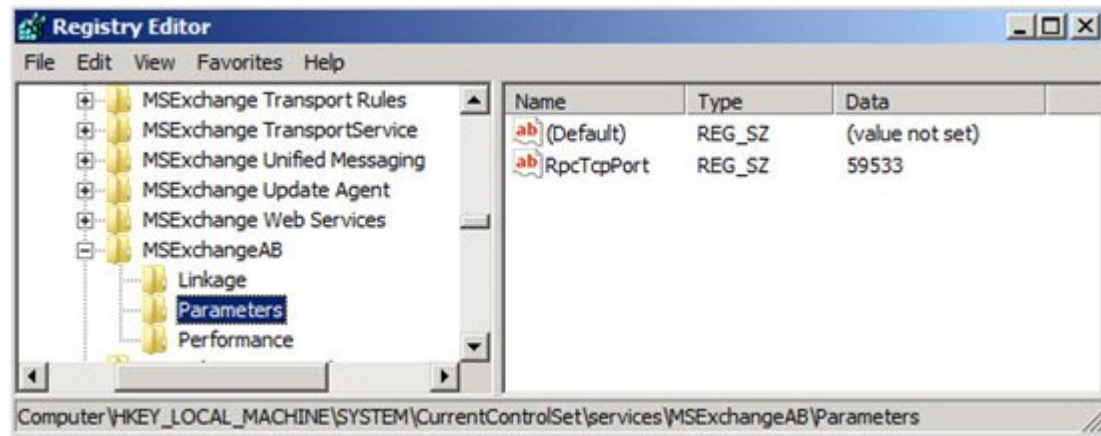 Registry Editor
File Edit View Favorites Help
MSExchange Transport Rules
MSExchange TransportService
MSExchange Unified Messaging
MSExchange Update Agent
MSExchange Web Services
MSExchangeAB
Linkage
Parameters
Performance
Name Type Data
ab (Default) REG_SZ (value not set)
ab RpcTcpPort REG_SZ 59533
Computer\HKEY_LOCAL_MACHINE\SYSTEM\CurrentControlSet\services\MSExchangeAB\Parameters